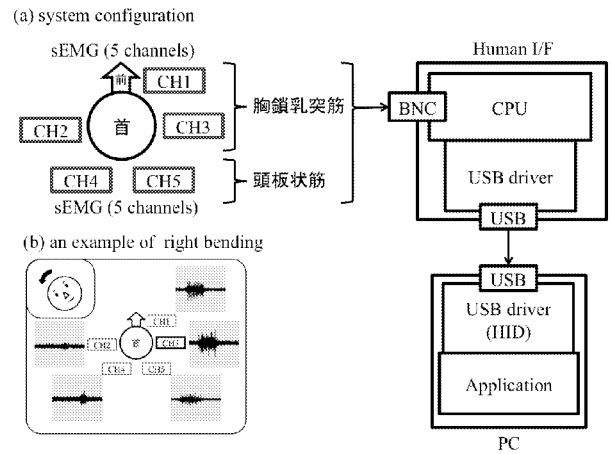 (a) system configuration
sEMG (5 channels)
前
CH1
首
CH2
CH3
CH4
CH5
sEMG (5 channels)
胸鎖乳突筋
頭板状筋
Human I/F
BNC
CPU
USB driver
USB
USB
USB driver
(HID)
Application
PC
(b) an example of right bending
CH1
CH2
首
CH3
CH4
CH5